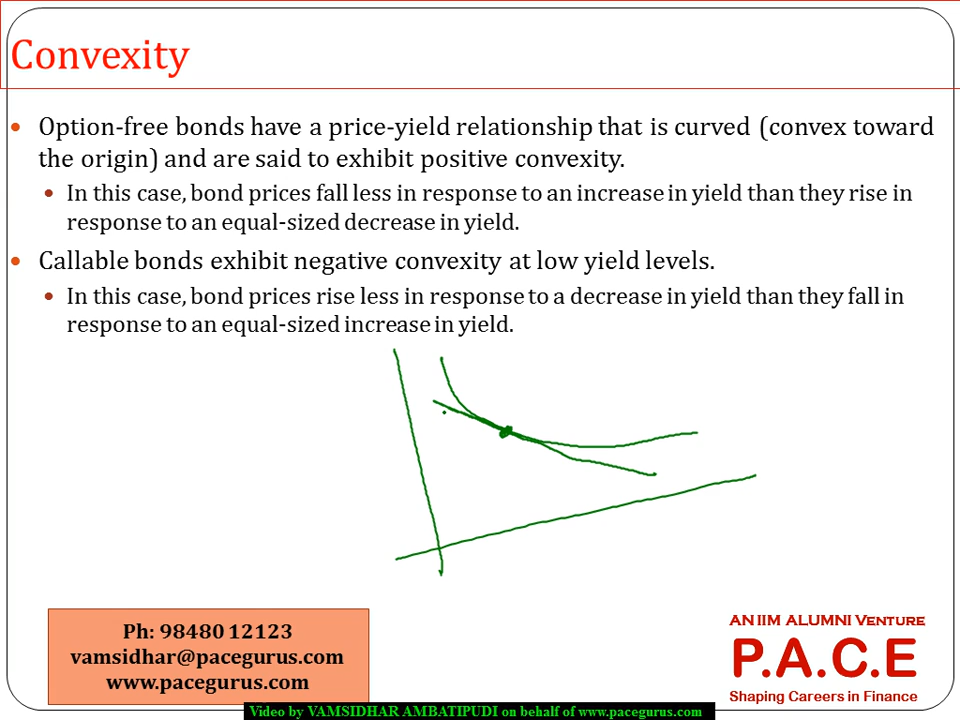 Convexity
• Option-free bonds have a price-yield relationship that is curved (convex toward
the origin) and are said to exhibit positive convexity.
• In this case, bond prices fall less in response to an increase in yield than they rise in
response to an equal-sized decrease in yield.
• Callable bonds exhibit negative convexity at low yield levels.
• In this case, bond prices rise less in response to a decrease in yield than they fall in
response to an equal-sized increase in yield.
Ph: 98480 12123
vamsidhar@pacegurus.com
www.pacegurus.com
AN IIM ALUMNI VENTURE
P.A.C.E
Shaping Careers in Finance
Video by VAMSIDHAR AMBATIPUDI on behalf of www.pacegurus.com